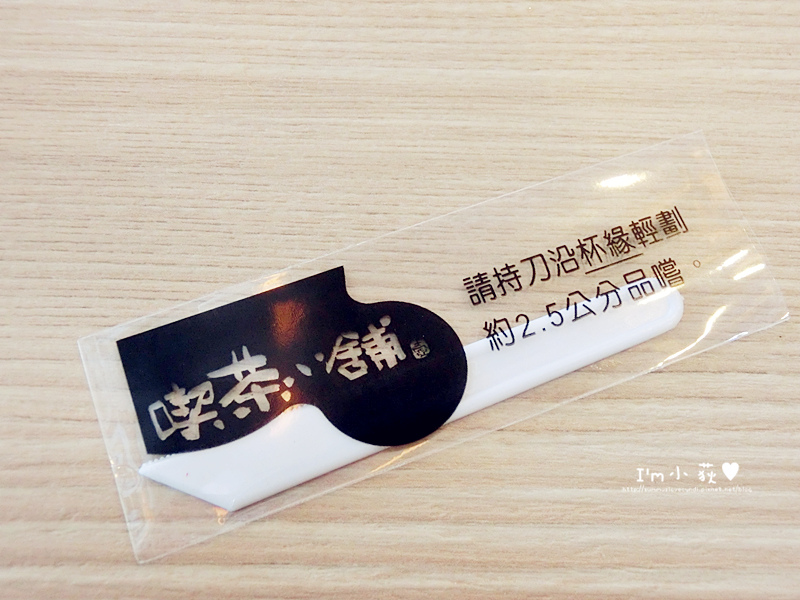 喫茶小舖
請持刀沿杯緣輕劃
約2.5公分品嚐。
I'm小荻♥